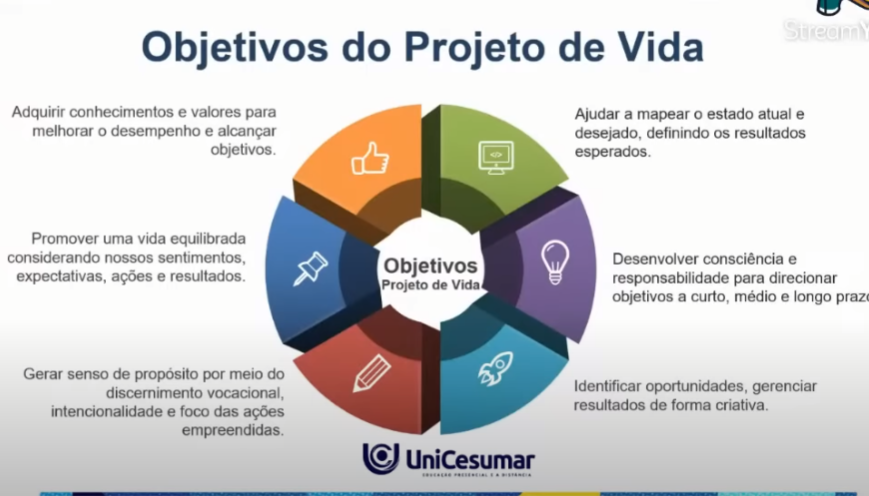 StreamY
Objetivos do Projeto de Vida
Adquirir conhecimentos e valores para
melhorar o desempenho e alcançar
objetivos.
Ajudar a mapear o estado atual e
desejado, definindo os resultados
esperados.
Promover uma vida equilibrada
considerando nossos sentimentos,
expectativas, ações e resultados.
Objetivos
Projeto de Vida
Desenvolver consciência e
responsabilidade para direcionar
objetivos a curto, médio e longo prazo
Gerar senso de propósito por meio do
discernimento vocacional,
intencionalidade e foco das ações
empreendidas.
Identificar oportunidades, gerenciar
resultados de forma criativa.
UniCesumar
EDUCAÇÃO PRESENCIAL E A DISTÂNCIA